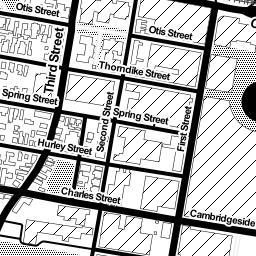 Otis Street
Otis Street
Third Street
Thorndike Street
Spring Street
Second Street
Spring Street
First Street
Hurley Street
Charles Street
Cambridgeside